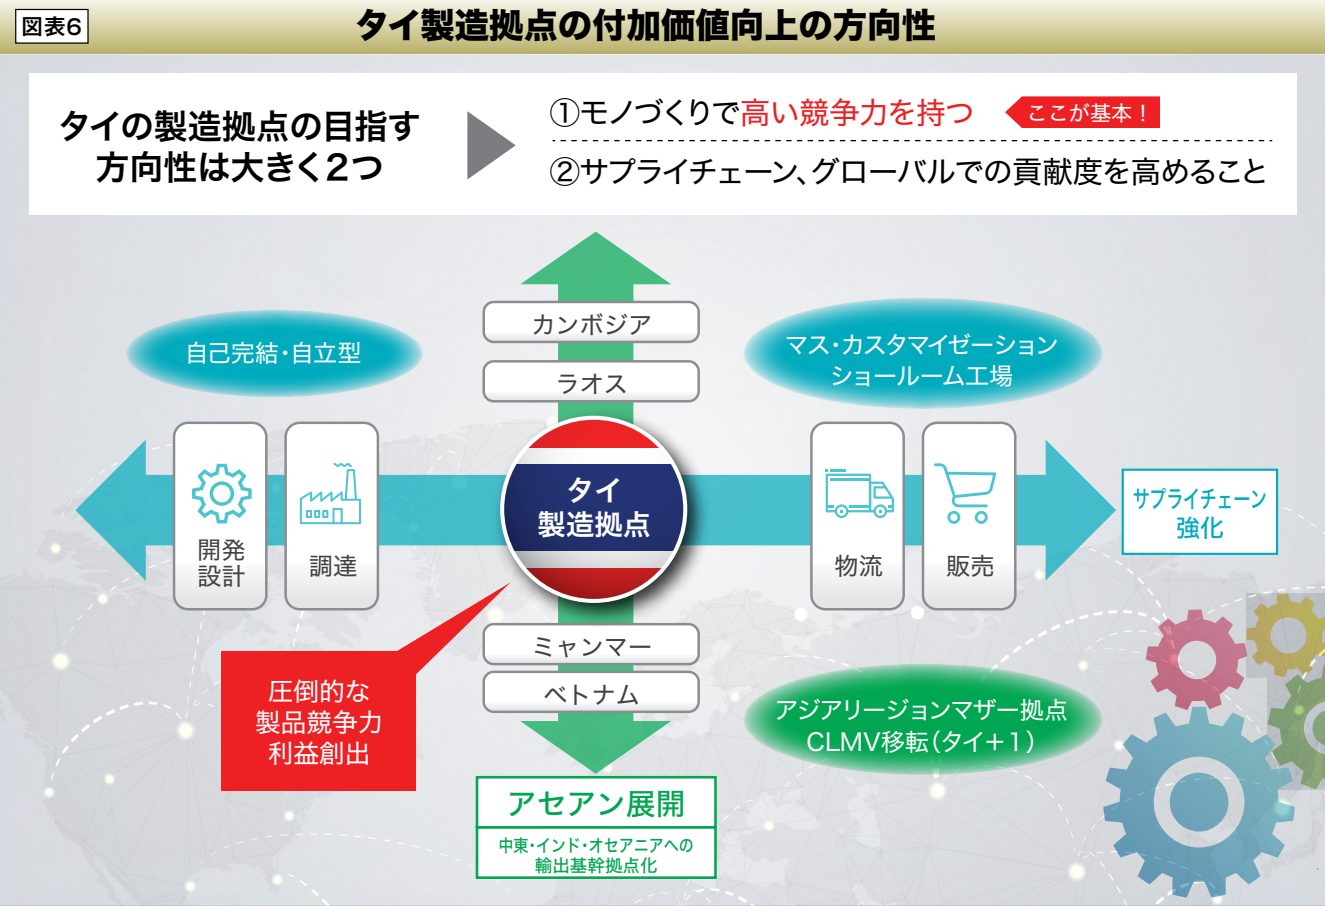 図表6
タイ製造拠点の付加価値向上の方向性
タイの製造拠点の目指す
方向性は大きく2つ
①モノづくりで高い競争力を持つ
ここが基本！
②サプライチェーン、グローバルでの貢献度を高めること
カンボジア
ラオス
自己完結・自立型
マス・カスタマイゼーション
ショールーム工場
開発
設計
調達
タイ
製造拠点
物流
販売
サプライチェーン
強化
ミャンマー
ベトナム
圧倒的な
製品競争力
利益創出
アジアリージョンマザー拠点
CLMV移転（タイ＋1）
アセアン展開
中東・インド・オセアニアへの
輸出基幹拠点化